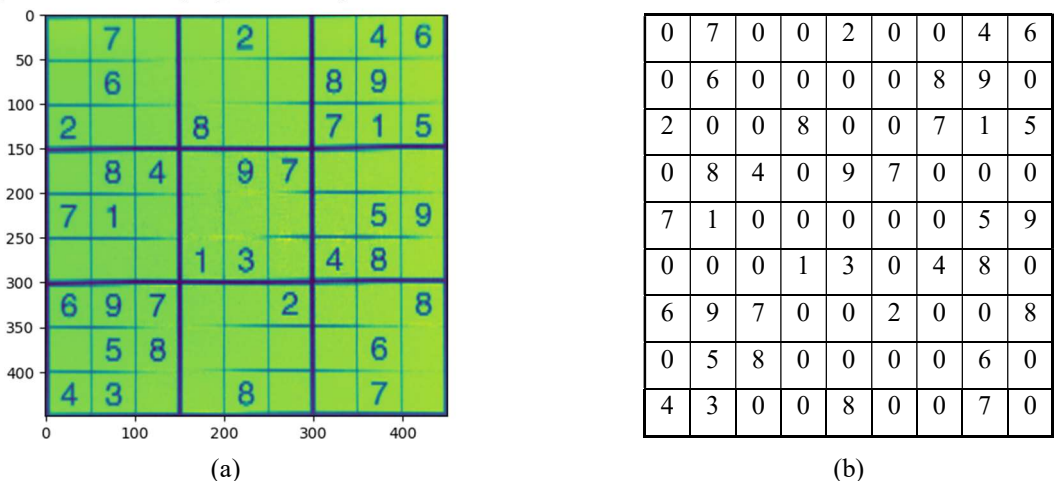 0 7 2 4 6
50 6 8 9
100 2 8 7 1 5
150
8 4 9 7
200 7 1 5 9
250 1 3 4 8
300 6 9 7 2 8
350 5 8 6
400 4 3 8 7
0 100 200 300 400
(a)
0 7 0 0 2 0 0 4 6
0 6 0 0 0 0 8 9 0
2 0 0 8 0 0 7 1 5
0 8 4 0 9 7 0 0 0
7 1 0 0 0 0 0 5 9
0 0 0 1 3 0 4 8 0
6 9 7 0 0 2 0 0 8
0 5 8 0 0 0 0 6 0
4 3 0 0 8 0 0 7 0
(b)